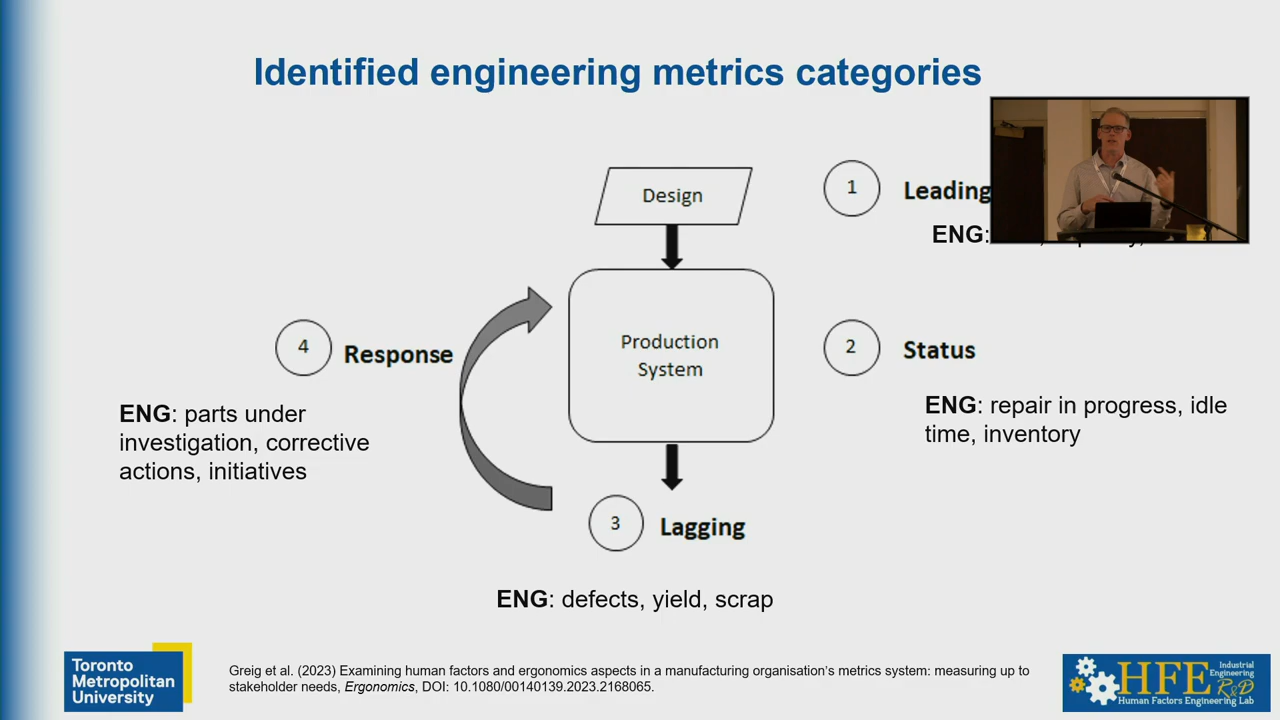 Identified engineering metrics categories
Design
1
Leading
ENG:
Production
System
2
Status
ENG: repair in progress, idle
time, inventory
4
Response
ENG: parts under
investigation, corrective
actions, initiatives
3
Lagging
ENG: defects, yield, scrap
Toronto
Metropolitan
University
Greig et al. (2023) Examining human factors and ergonomics aspects in a manufacturing organisation's metrics system: measuring up to
stakeholder needs, Ergonomics, DOI: 10.1080/00140139.2023.2168065.
HFE Industrial
Engineering
R&D
Human Factors Engineering Lab